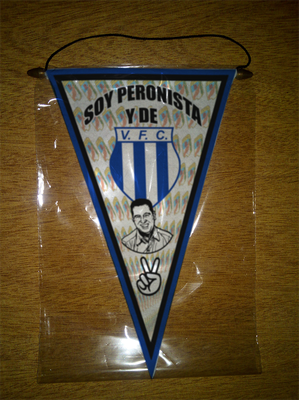 SOY PERONISTA
Y DE
V. F. C.